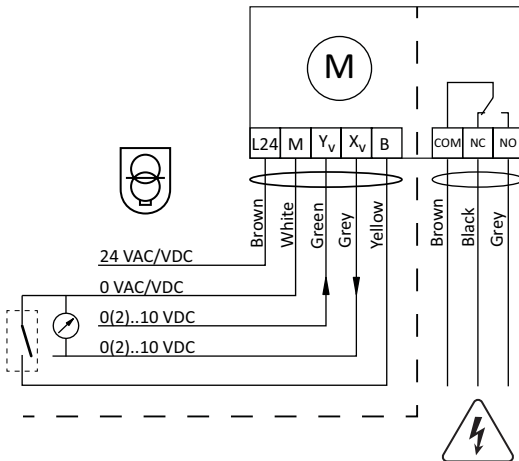 M
L24 M Yv Xv B
COM NC NO
Brown
White
Green
Grey
Yellow
Brown
Black
Grey
24 VAC/VDC
0 VAC/VDC
0(2)..10 VDC
0(2)..10 VDC